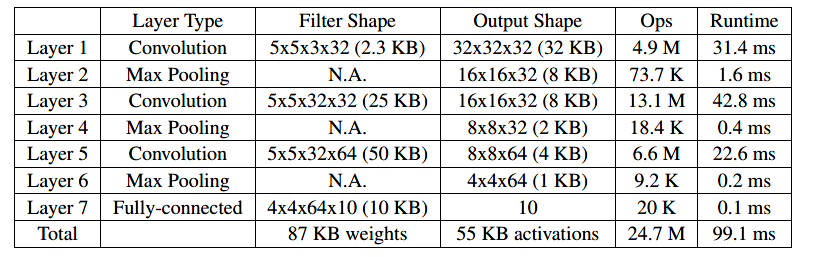 Layer Type Filter Shape Output Shape Ops Runtime
Layer 1 Convolution 5x5x3x32 (2.3 KB) 32x32x32 (32 KB) 4.9 M 31.4 ms
Layer 2 Max Pooling N.A. 16x16x32 (8 KB) 73.7 K 1.6 ms
Layer 3 Convolution 5x5x32x32 (25 KB) 16x16x32 (8 KB) 13.1 M 42.8 ms
Layer 4 Max Pooling N.A. 8x8x32 (2 KB) 18.4 K 0.4 ms
Layer 5 Convolution 5x5x32x64 (50 KB) 8x8x64 (4 KB) 6.6 M 22.6 ms
Layer 6 Max Pooling N.A. 4x4x64 (1 KB) 9.2 K 0.2 ms
Layer 7 Fully-connected 4x4x64x10 (10 KB) 10 20 K 0.1 ms
Total 87 KB weights 55 KB activations 24.7 M 99.1 ms